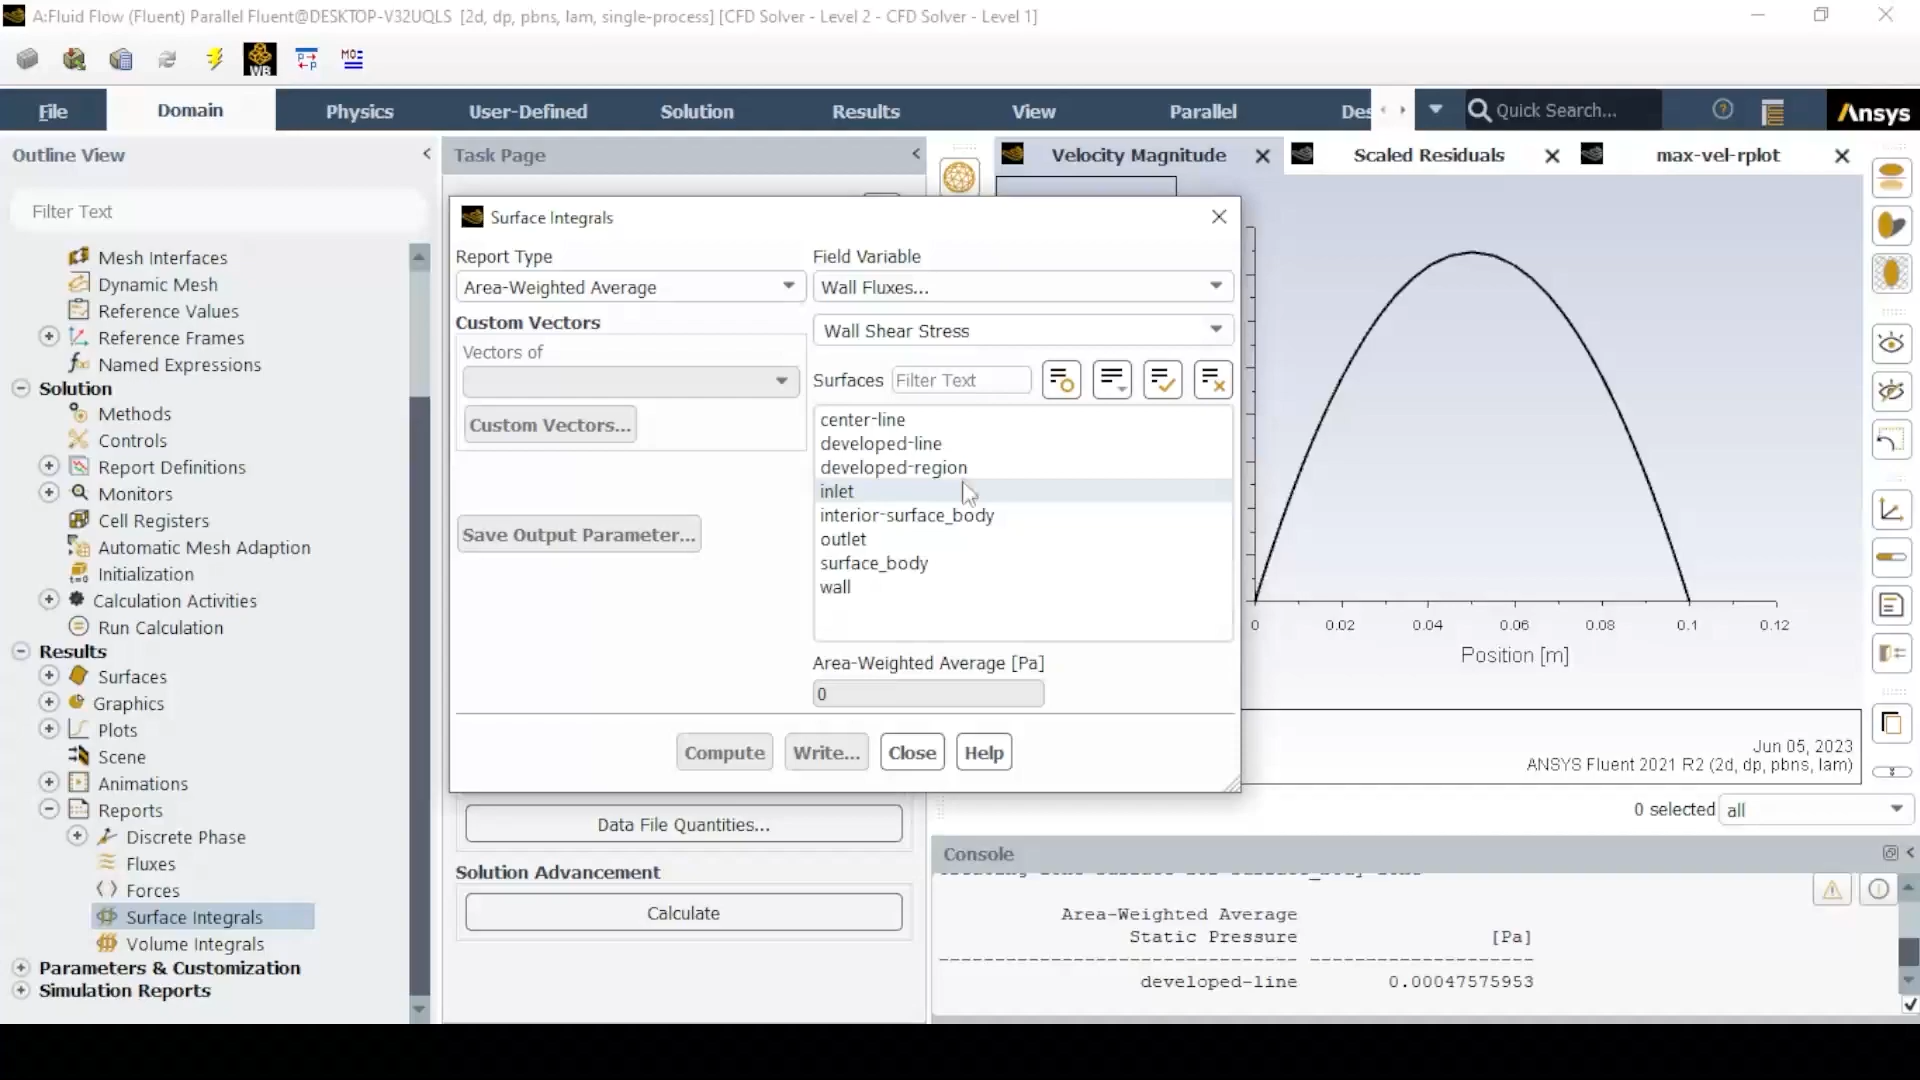 A:Fluid Flow (Fluent) Parallel Fluent@DESKTOP-V32UQLS [2d, dp, pbns, lam, single-process] [CFD Solver - Level 2 - CFD Solver - Level 1]
WB
MO=
File
Domain
Physics
User-Defined
Solution
Results
View
Parallel
Des
Quick Search...
Ansys
Outline View
Filter Text
Mesh Interfaces
Dynamic Mesh
Reference Values
Reference Frames
Named Expressions
Solution
Methods
Controls
Report Definitions
Monitors
Cell Registers
Automatic Mesh Adaption
Initialization
Calculation Activities
Run Calculation
Results
Surfaces
Graphics
Plots
Scene
Animations
Reports
Discrete Phase
Fluxes
Forces
Surface Integrals
Volume Integrals
Parameters & Customization
Simulation Reports
Task Page
Surface Integrals
Report Type
Area-Weighted Average
Custom Vectors
Vectors of
Custom Vectors...
Save Output Parameter...
Field Variable
Wall Fluxes...
Wall Shear Stress
Surfaces Filter Text
center-line
developed-line
developed-region
inlet
interior-surface_body
outlet
surface_body
wall
Area-Weighted Average [Pa]
0
Compute
Write...
Close
Help
Data File Quantities...
Solution Advancement
Calculate
Velocity Magnitude
Scaled Residuals
max-vel-rplot
0 0.02 0.04 0.06 0.08 0.1 0.12
Position [m]
Jun 05, 2023
ANSYS Fluent 2021 R2 (2d, dp, pbns, lam)
0 selected all
Console
Area-Weighted Average
Static Pressure [Pa]
-------------------------------- --------------------
developed-line 0.00047575953